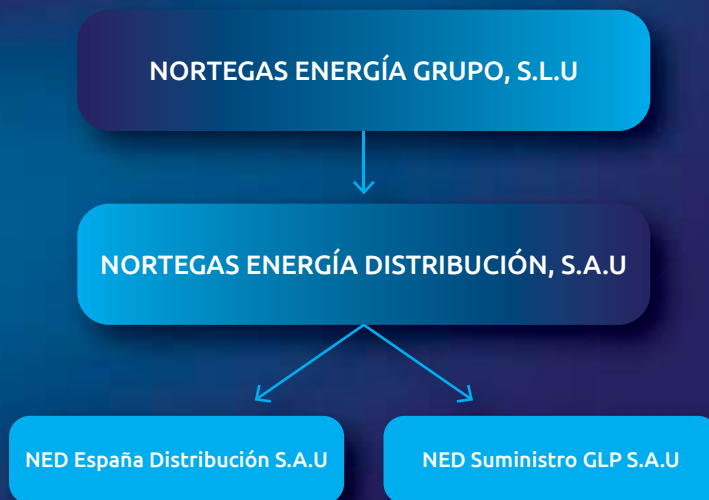 NORTEGAS ENERGÍA GRUPO, S.L.U
NORTEGAS ENERGÍA DISTRIBUCIÓN, S.A.U
NED España Distribución S.A.U
NED Suministro GLP S.A.U